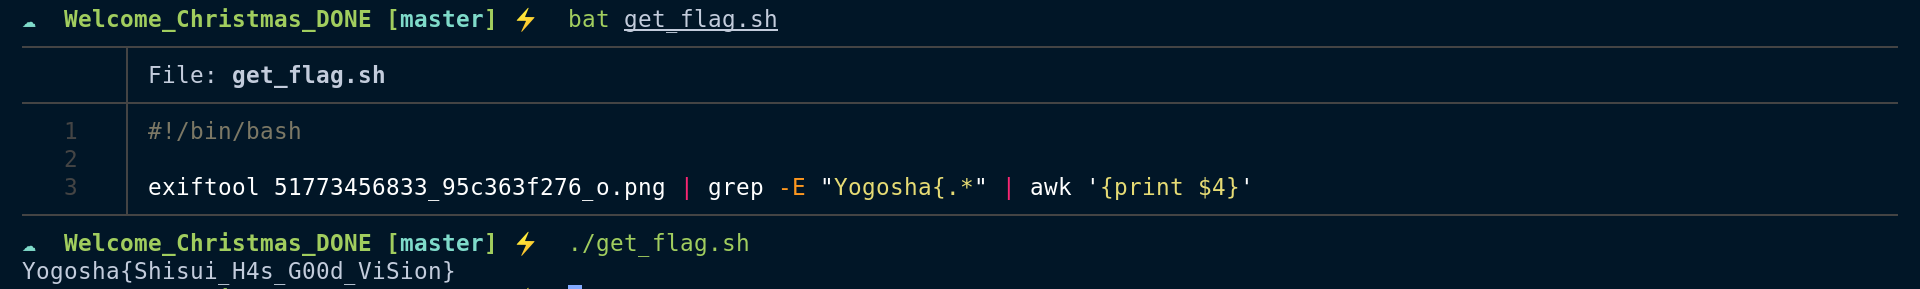 ☁ Welcome_Christmas_DONE [master] ⚡ bat get_flag.sh
File: get_flag.sh
1 #!/bin/bash
2
3 exiftool 51773456833_95c363f276_o.png | grep -E "Yogosha{.*" | awk '{print $4}'
☁ Welcome_Christmas_DONE [master] ⚡ ./get_flag.sh
Yogosha{Shisui_H4s_G00d_ViSion}